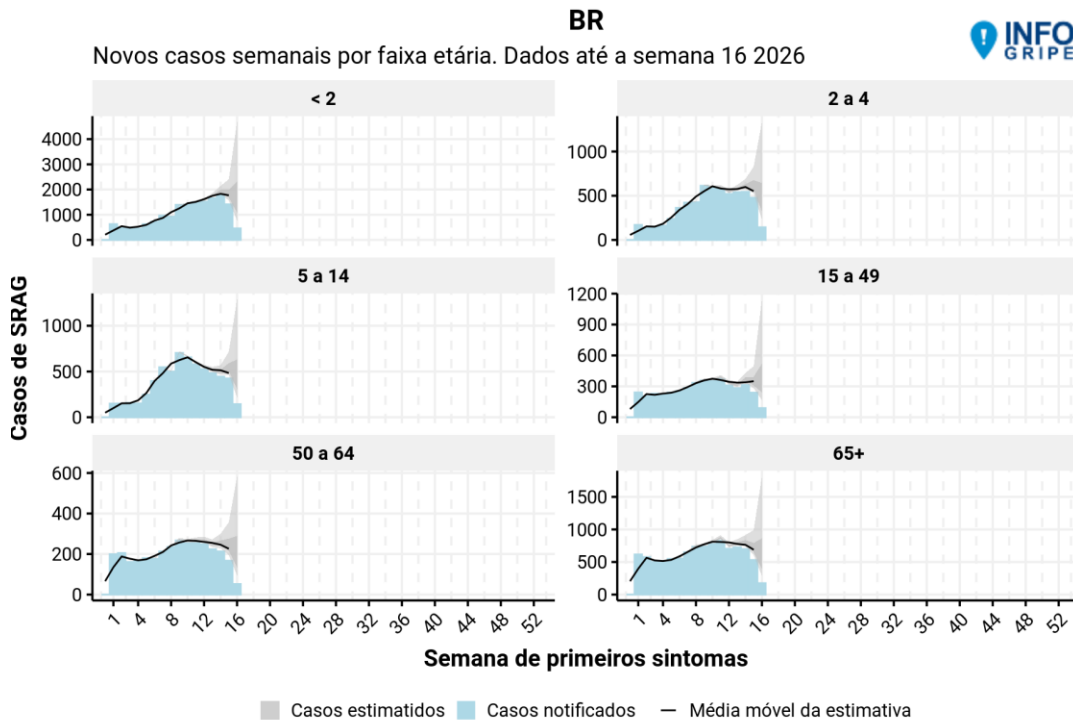 BR
Novos casos semanais por faixa etária. Dados até a semana 16 2026
INFO
GRIPE
< 2
2 a 4
4000
3000
2000
1000
0
1000
500
0
5 a 14
15 a 49
1000
500
0
1200
900
600
300
0
50 a 64
65+
600
400
200
0
1500
1000
500
0
Casos de SRAG
1 4 8 12 16 20 24 28 32 36 40 44 48 52
1 4 8 12 16 20 24 28 32 36 40 44 48 52
Semana de primeiros sintomas
Casos estimados Casos notificados Média móvel da estimativa